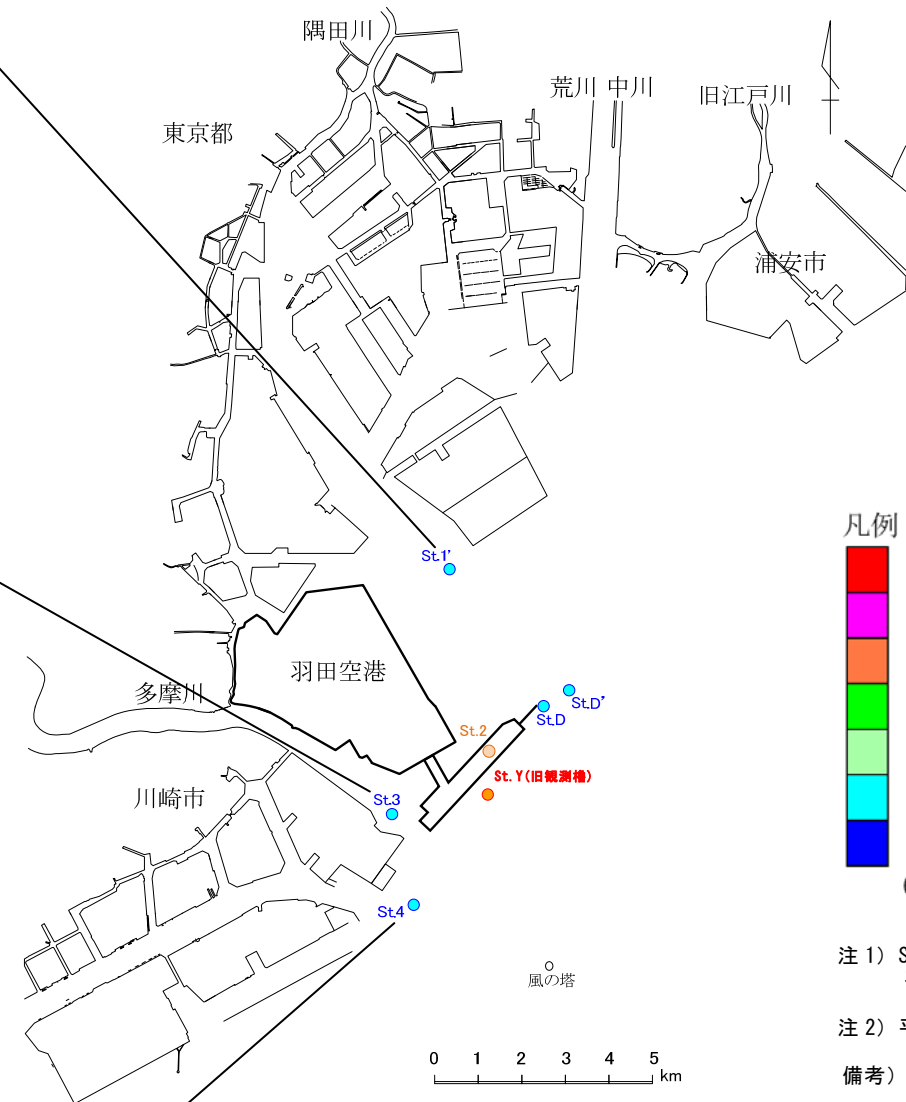 隅田川
荒川 中川
旧江戸川
東京都
浦安市
凡例
St.1'
羽田空港
多摩川
St.D'
St.D
St.2
St.Y(旧観測櫓)
川崎市
St.3
St.4
注 1) S
風の塔
注 2)
0 1 2 3 4 5
km
備考)